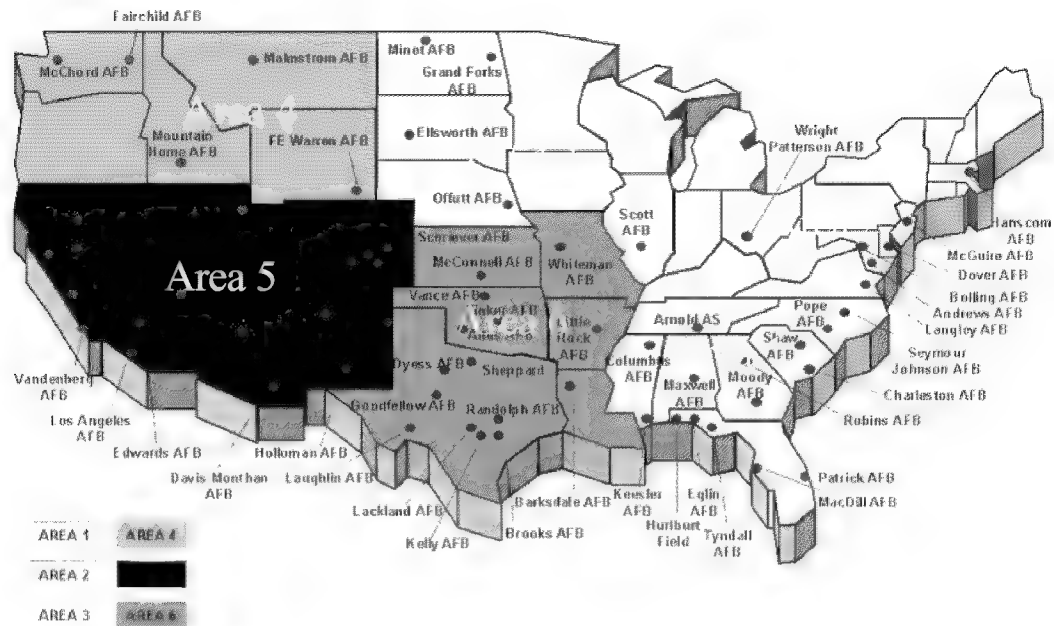 Fairchild AFB
McChord AFB
Malmstrom AFB
Minot AFB
Grand Forks
AFB
Area 4
Mountain
Home AFB
FE Warren AFB
Ellsworth AFB
Wright
Patterson AFB
Offutt AFB
Scott
AFB
Schriever AFB
McConnell AFB
Whiteman
AFB
Hanscom
AFB
McGuire AFB
Dover AFB
Bolling AFB
Andrews AFB
Langley AFB
Area 5
Vance AFB
Tinker AFB
Altus AFB
Little
Rock
AFB
Arnold AS
Pope
AFB
Shaw
AFB
Seymour
Johnson AFB
Columbus
AFB
Dyess AFB
Sheppard
Maxwell
AFB
Moody
AFB
Charleston AFB
Vandenberg
AFB
Goodfellow AFB
Randolph AFB
Robins AFB
Los Angeles
AFB
Edwards AFB
Davis Monthan
AFB
Holloman AFB
Laughlin AFB
Lackland AFB
Kelly AFB
Brooks AFB
Barksdale AFB
Keesler
AFB
Hurlburt
Field
Eglin
AFB
Tyndall
AFB
Patrick AFB
MacDill AFB
AREA 1
AREA 4
AREA 2
AREA 3
AREA 6